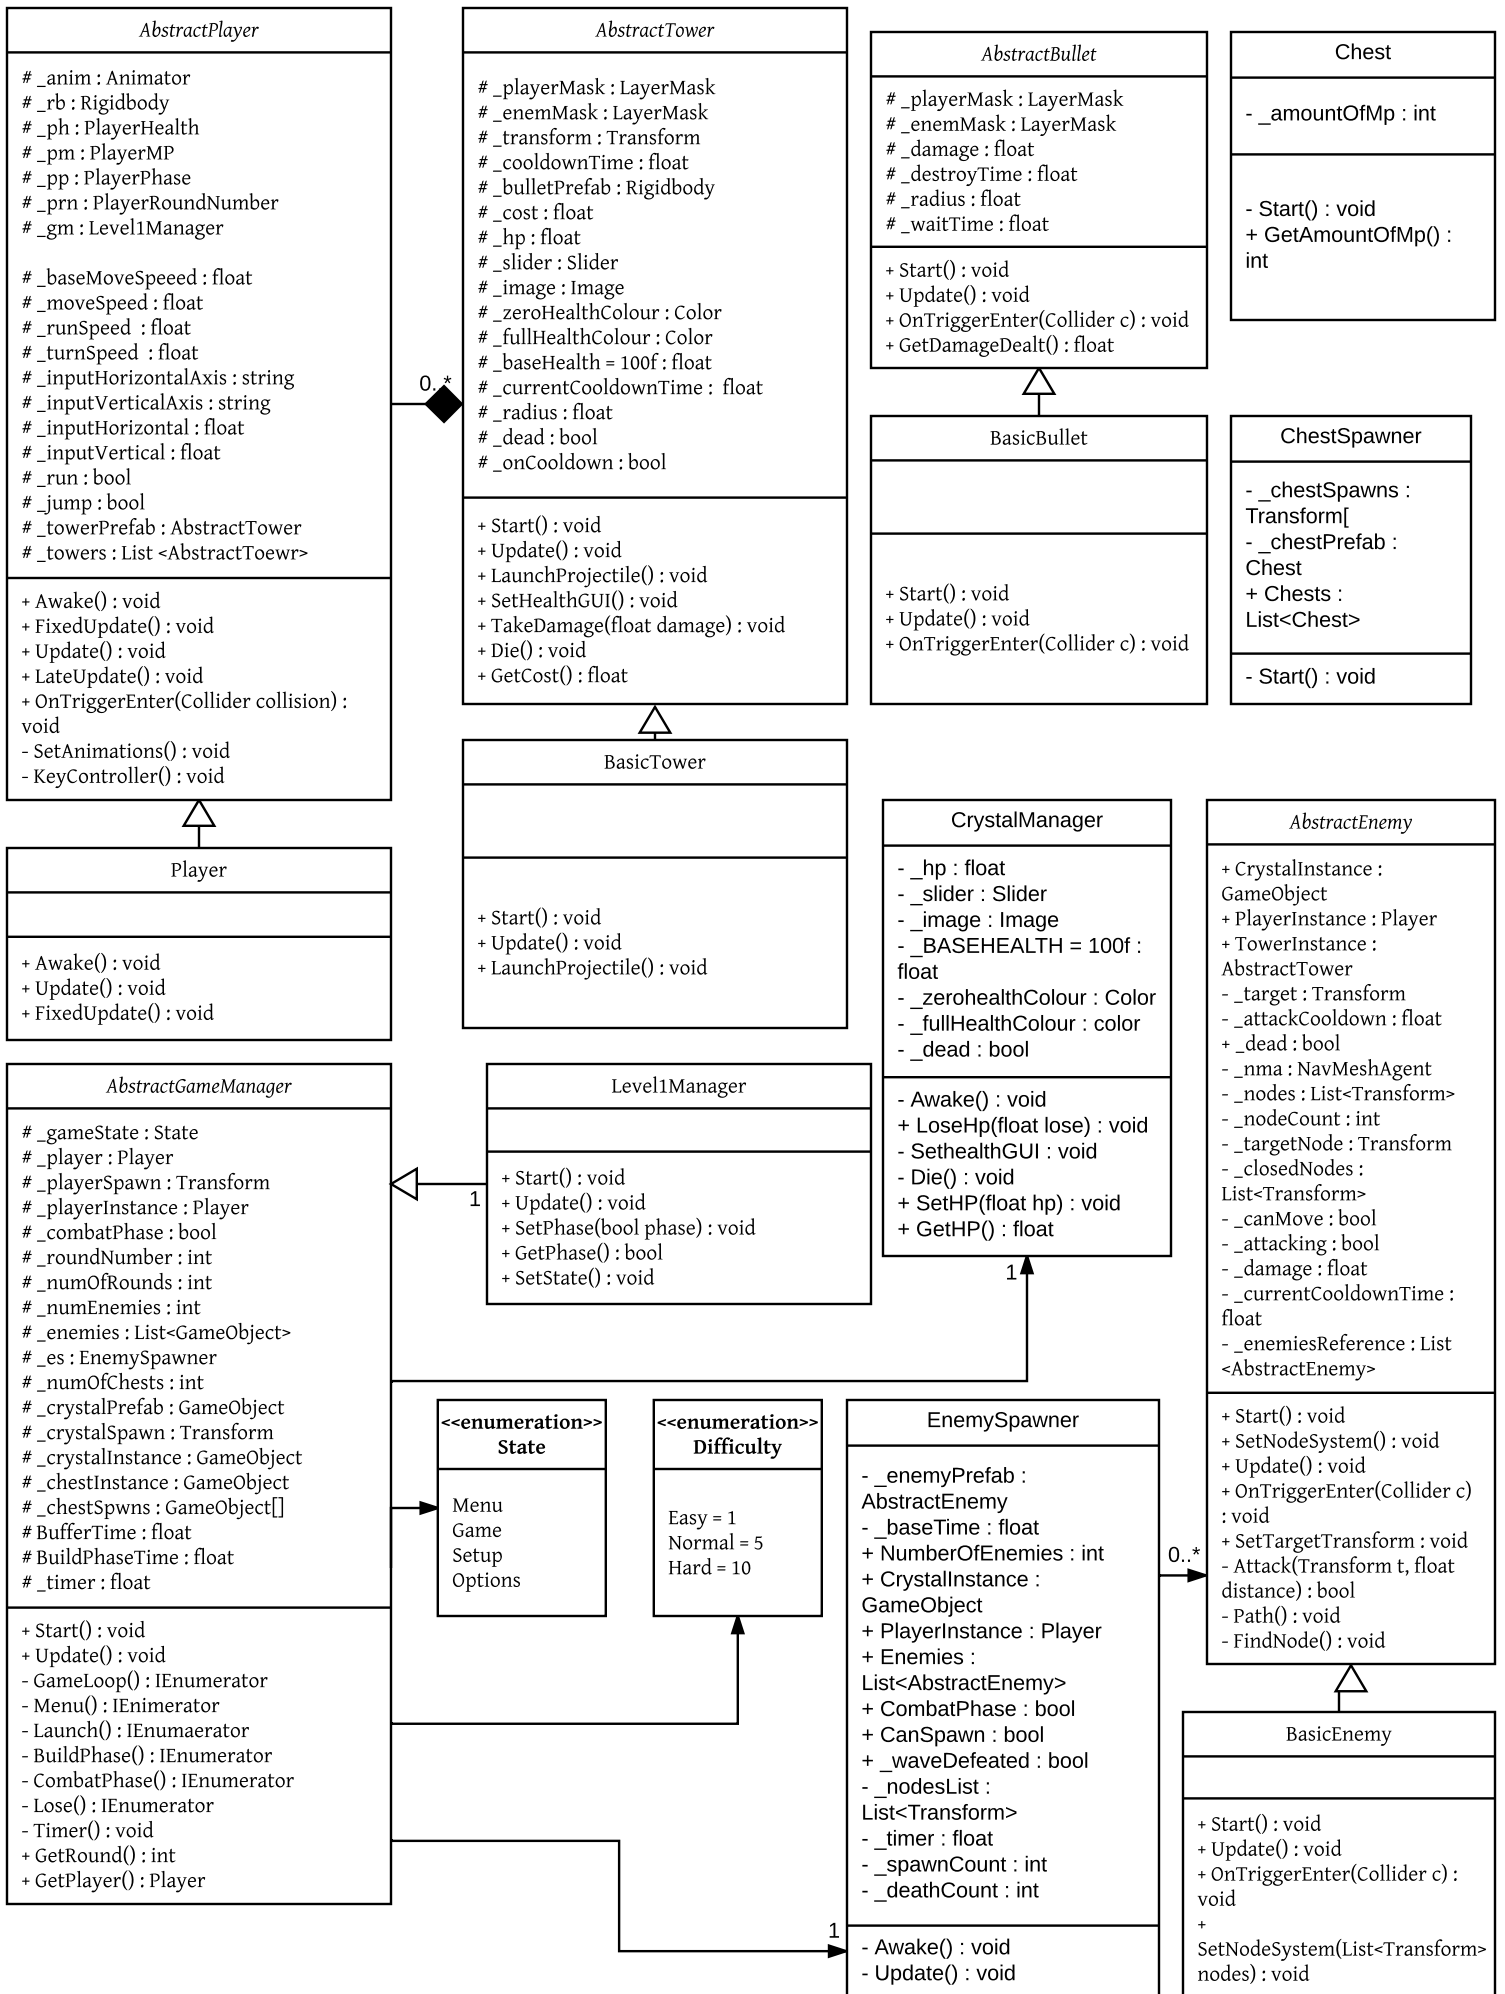 AbstractPlayer
# _anim : Animator
# _rb : Rigidbody
# _ph : PlayerHealth
# _pm : PlayerMP
# _pp : PlayerPhase
# _prn : PlayerRoundNumber
# _gm : Level1Manager
# _baseMoveSpeeed : float
# _moveSpeed : float
# _runSpeed  : float
# _turnSpeed  : float
# _inputHorizontalAxis : string
# _inputVerticalAxis : string
# _inputHorizontal : float
# _inputVertical : float
# _run : bool
# _jump : bool
# _towerPrefab : AbstractTower
# _towers : List <AbstractToewr>
+ Awake() : void
+ FixedUpdate() : void
+ Update() : void
+ LateUpdate() : void
+ OnTriggerEnter(Collider collision) :
void
- SetAnimations() : void
- KeyController() : void
0..*
AbstractTower
# _playerMask : LayerMask
# _enemMask : LayerMask
# _transform : Transform
# _cooldownTime : float
# _bulletPrefab : Rigidbody
# _cost : float
# _hp : float
# _slider : Slider
# _image : Image
# _zeroHealthColour : Color
# _fullHealthColour : Color
# _baseHealth = 100f : float
# _currentCooldownTime :  float
# _radius : float
# _dead : bool
# _onCooldown : bool
+ Start() : void
+ Update() : void
+ LaunchProjectile() : void
+ SetHealthGUI() : void
+ TakeDamage(float damage) : void
+ Die() : void
+ GetCost() : float
AbstractBullet
# _playerMask : LayerMask
# _enemMask : LayerMask
# _damage : float
# _destroyTime : float
# _radius : float
# _waitTime : float
+ Start() : void
+ Update() : void
+ OnTriggerEnter(Collider c) : void
+ GetDamageDealt() : float
Chest
- _amountOfMp : int
- Start() : void
+ GetAmountOfMp() :
int
BasicBullet
+ Start() : void
+ Update() : void
+ OnTriggerEnter(Collider c) : void
ChestSpawner
- _chestSpawns :
Transform[
- _chestPrefab :
Chest
+ Chests :
List<Chest>
- Start() : void
Player
+ Awake() : void
+ Update() : void
+ FixedUpdate() : void
BasicTower
+ Start() : void
+ Update() : void
+ LaunchProjectile() : void
CrystalManager
- _hp : float
- _slider : Slider
- _image : Image
- _BASEHEALTH = 100f :
float
- _zerohealthColour : Color
- _fullHealthColour : color
- _dead : bool
- Awake() : void
+ LoseHp(float lose) : void
- SethealthGUI : void
- Die() : void
+ SetHP(float hp) : void
+ GetHP() : float
1
AbstractEnemy
+ CrystalInstance :
GameObject
+ PlayerInstance : Player
+ TowerInstance :
AbstractTower
- _target : Transform
- _attackCooldown : float
+ _dead : bool
- _nma : NavMeshAgent
- _nodes : List<Transform>
- _nodeCount : int
- _targetNode : Transform
- _closedNodes :
List<Transform>
- _canMove : bool
- _attacking : bool
- _damage : float
- _currentCooldownTime :
float
- _enemiesReference : List
<AbstractEnemy>
+ Start() : void
+ SetNodeSystem() : void
+ Update() : void
+ OnTriggerEnter(Collider c)
: void
+ SetTargetTransform : void
- Attack(Transform t, float
distance) : bool
- Path() : void
- FindNode() : void
AbstractGameManager
# _gameState : State
# _player : Player
# _playerSpawn : Transform
# _playerInstance : Player
# _combatPhase : bool
# _roundNumber : int
# _numOfRounds : int
# _numEnemies : int
# _enemies : List<GameObject>
# _es : EnemySpawner
# _numOfChests : int
# _crystalPrefab : GameObject
# _crystalSpawn : Transform
# _crystalInstance : GameObject
# _chestInstance : GameObject
# _chestSpwns : GameObject[]
# BufferTime : float
# BuildPhaseTime : float
# _timer : float
+ Start() : void
+ Update() : void
- GameLoop() : IEnumerator
- Menu() : IEnimerator
- Launch() : IEnumaerator
- BuildPhase() : IEnumerator
- CombatPhase() : IEnumerator
- Lose() : IEnumerator
- Timer() : void
+ GetRound() : int
+ GetPlayer() : Player
1
Level1Manager
+ Start() : void
+ Update() : void
+ SetPhase(bool phase) : void
+ GetPhase() : bool
+ SetState() : void
<<enumeration>>
State
Menu
Game
Setup
Options
<<enumeration>>
Difficulty
Easy = 1
Normal = 5
Hard = 10
1
EnemySpawner
- _enemyPrefab :
AbstractEnemy
- _baseTime : float
+ NumberOfEnemies : int
+ CrystalInstance :
GameObject
+ PlayerInstance : Player
+ Enemies :
List<AbstractEnemy>
+ CombatPhase : bool
+ CanSpawn : bool
+ _waveDefeated : bool
- _nodesList :
List<Transform>
- _timer : float
- _spawnCount : int
- _deathCount : int
- Awake() : void
- Update() : void
0..*
BasicEnemy
+ Start() : void
+ Update() : void
+ OnTriggerEnter(Collider c) :
void
+
SetNodeSystem(List<Transform>
nodes) : void